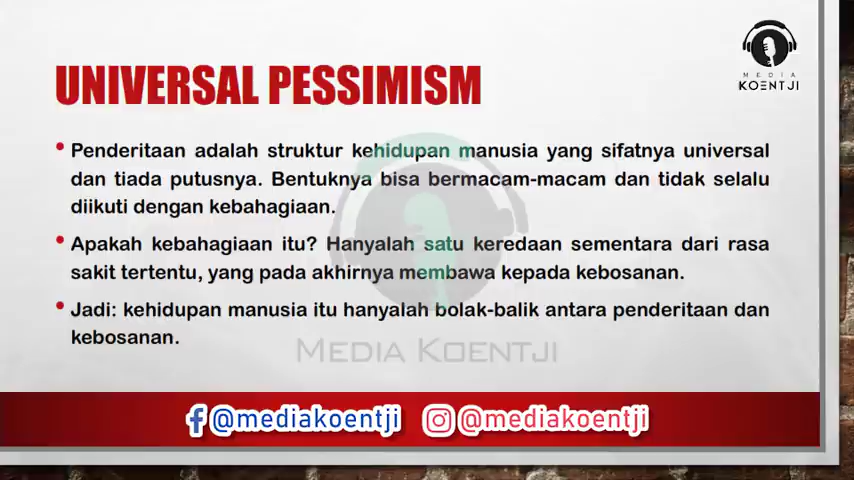 MEDIA
KOENTJI
UNIVERSAL PESSIMISM
• Penderitaan adalah struktur kehidupan manusia yang sifatnya universal
dan tiada putusnya. Bentuknya bisa bermacam-macam dan tidak selalu
diikuti dengan kebahagiaan.
• Apakah kebahagiaan itu? Hanyalah satu keredaan sementara dari rasa
sakit tertentu, yang pada akhirnya membawa kepada kebosanan.
• Jadi: kehidupan manusia itu hanyalah bolak-balik antara penderitaan dan
kebosanan.
MEDIA KOENTJI
@mediakoentji @mediakoentji